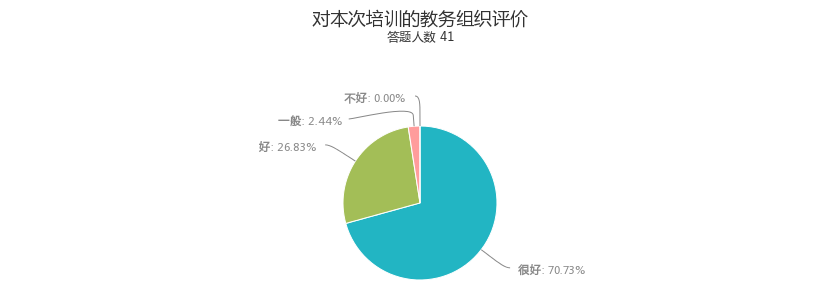 对本次培训的教务组织评价
答题人数 41
不好: 0.00%
一般: 2.44%
好: 26.83%
很好: 70.73%